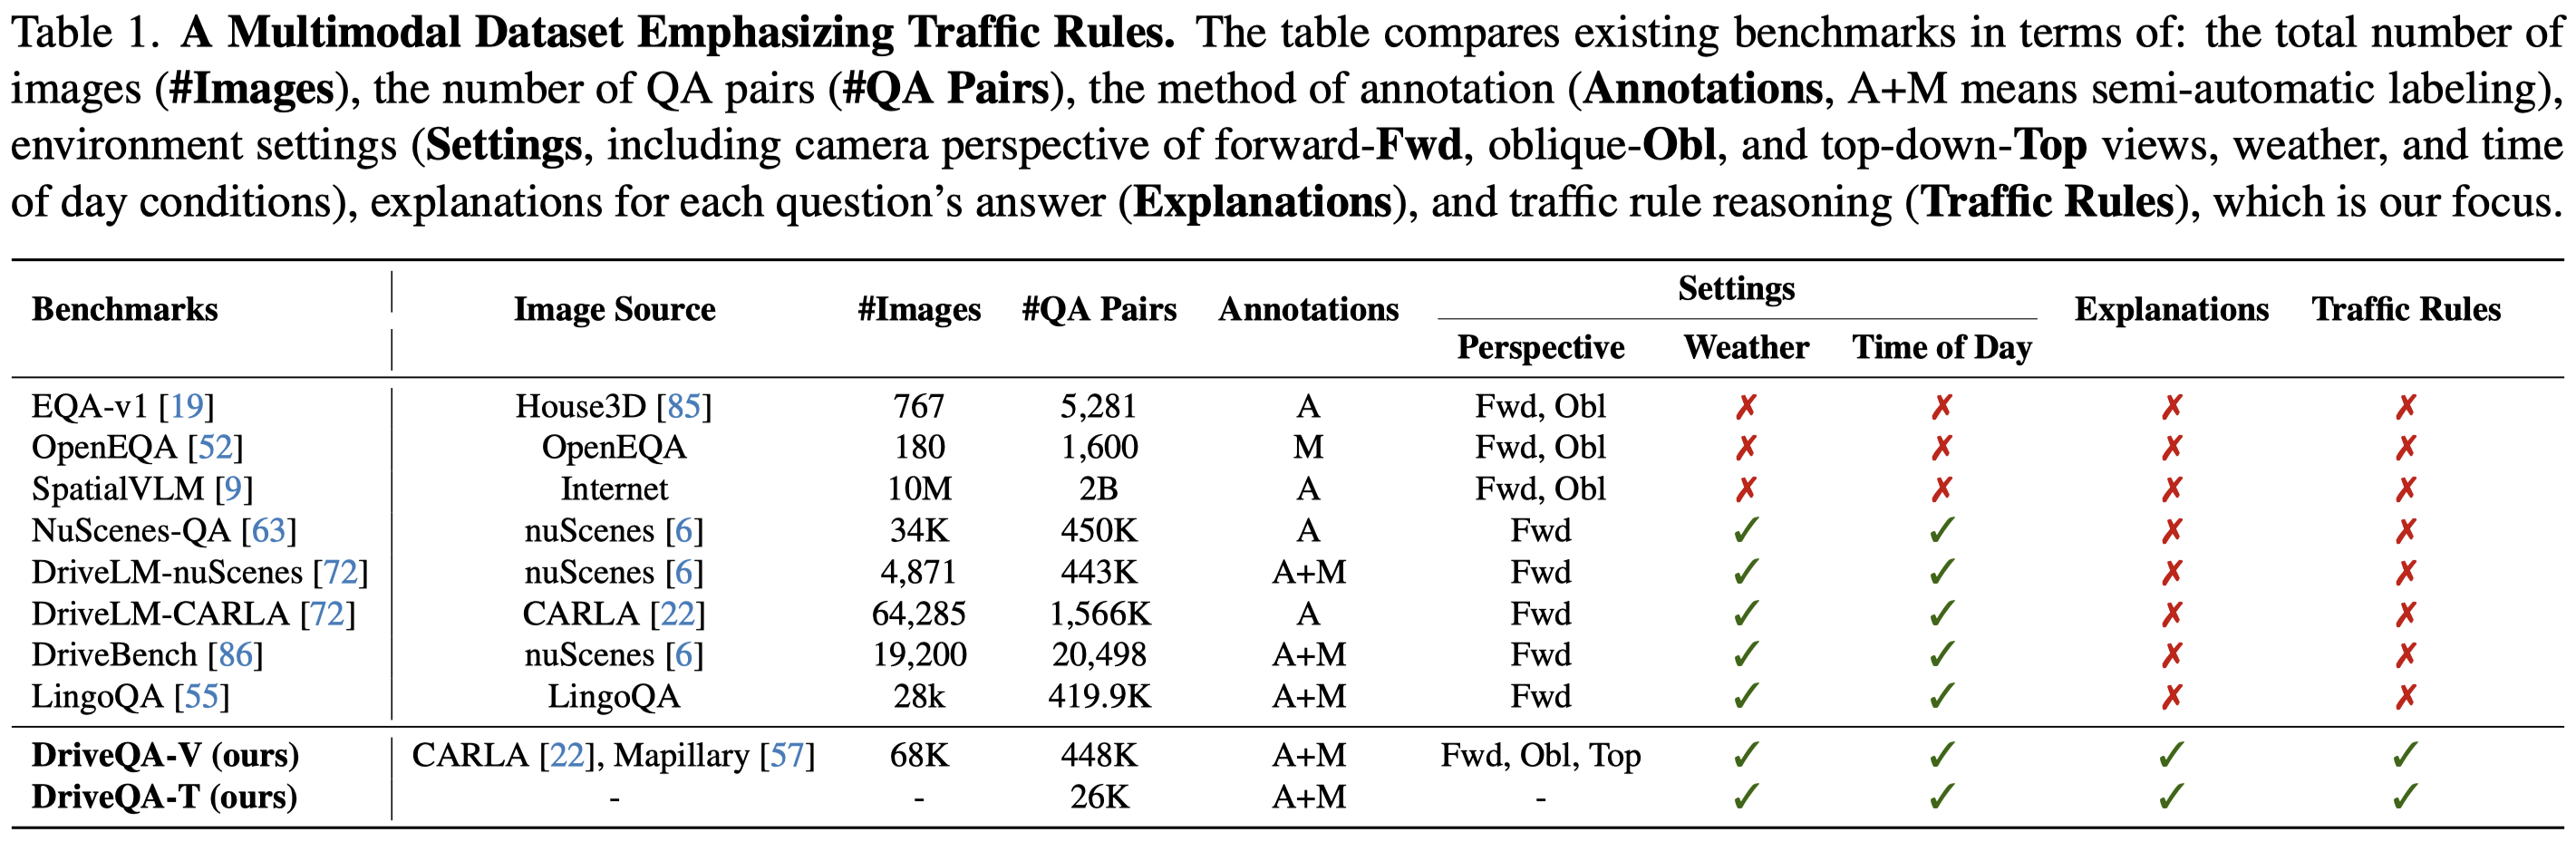 Table 1. A Multimodal Dataset Emphasizing Traffic Rules. The table compares existing benchmarks in terms of: the total number of
images (#Images), the number of QA pairs (#QA Pairs), the method of annotation (Annotations, A+M means semi-automatic labeling),
environment settings (Settings, including camera perspective of forward-Fwd, oblique-Obl, and top-down-Top views, weather, and time
of day conditions), explanations for each question’s answer (Explanations), and traffic rule reasoning (Traffic Rules), which is our focus.
Settings
Benchmarks Image Source #Images #QA Pairs Annotations Explanations Traffic Rules
Perspective Weather Time of Day
EQA-v1 [19] House3D [85] 767 5,281 A Fwd, Obl ✗ ✗ ✗ ✗
OpenEQA [52] OpenEQA 180 1,600 M Fwd, Obl ✗ ✗ ✗ ✗
SpatialVLM [9] Internet 10M 2B A Fwd, Obl ✗ ✗ ✗ ✗
NuScenes-QA [63] nuScenes [6] 34K 450K A Fwd ✓ ✓ ✗ ✗
DriveLM-nuScenes [72] nuScenes [6] 4,871 443K A+M Fwd ✓ ✓ ✗ ✗
DriveLM-CARLA [72] CARLA [22] 64,285 1,566K A Fwd ✓ ✓ ✗ ✗
DriveBench [86] nuScenes [6] 19,200 20,498 A+M Fwd ✓ ✓ ✗ ✗
LingoQA [55] LingoQA 28k 419.9K A+M Fwd ✓ ✓ ✗ ✗
DriveQA-V (ours) CARLA [22], Mapillary [57] 68K 448K A+M Fwd, Obl, Top ✓ ✓ ✓ ✓
DriveQA-T (ours) - - 26K A+M - ✓ ✓ ✓ ✓